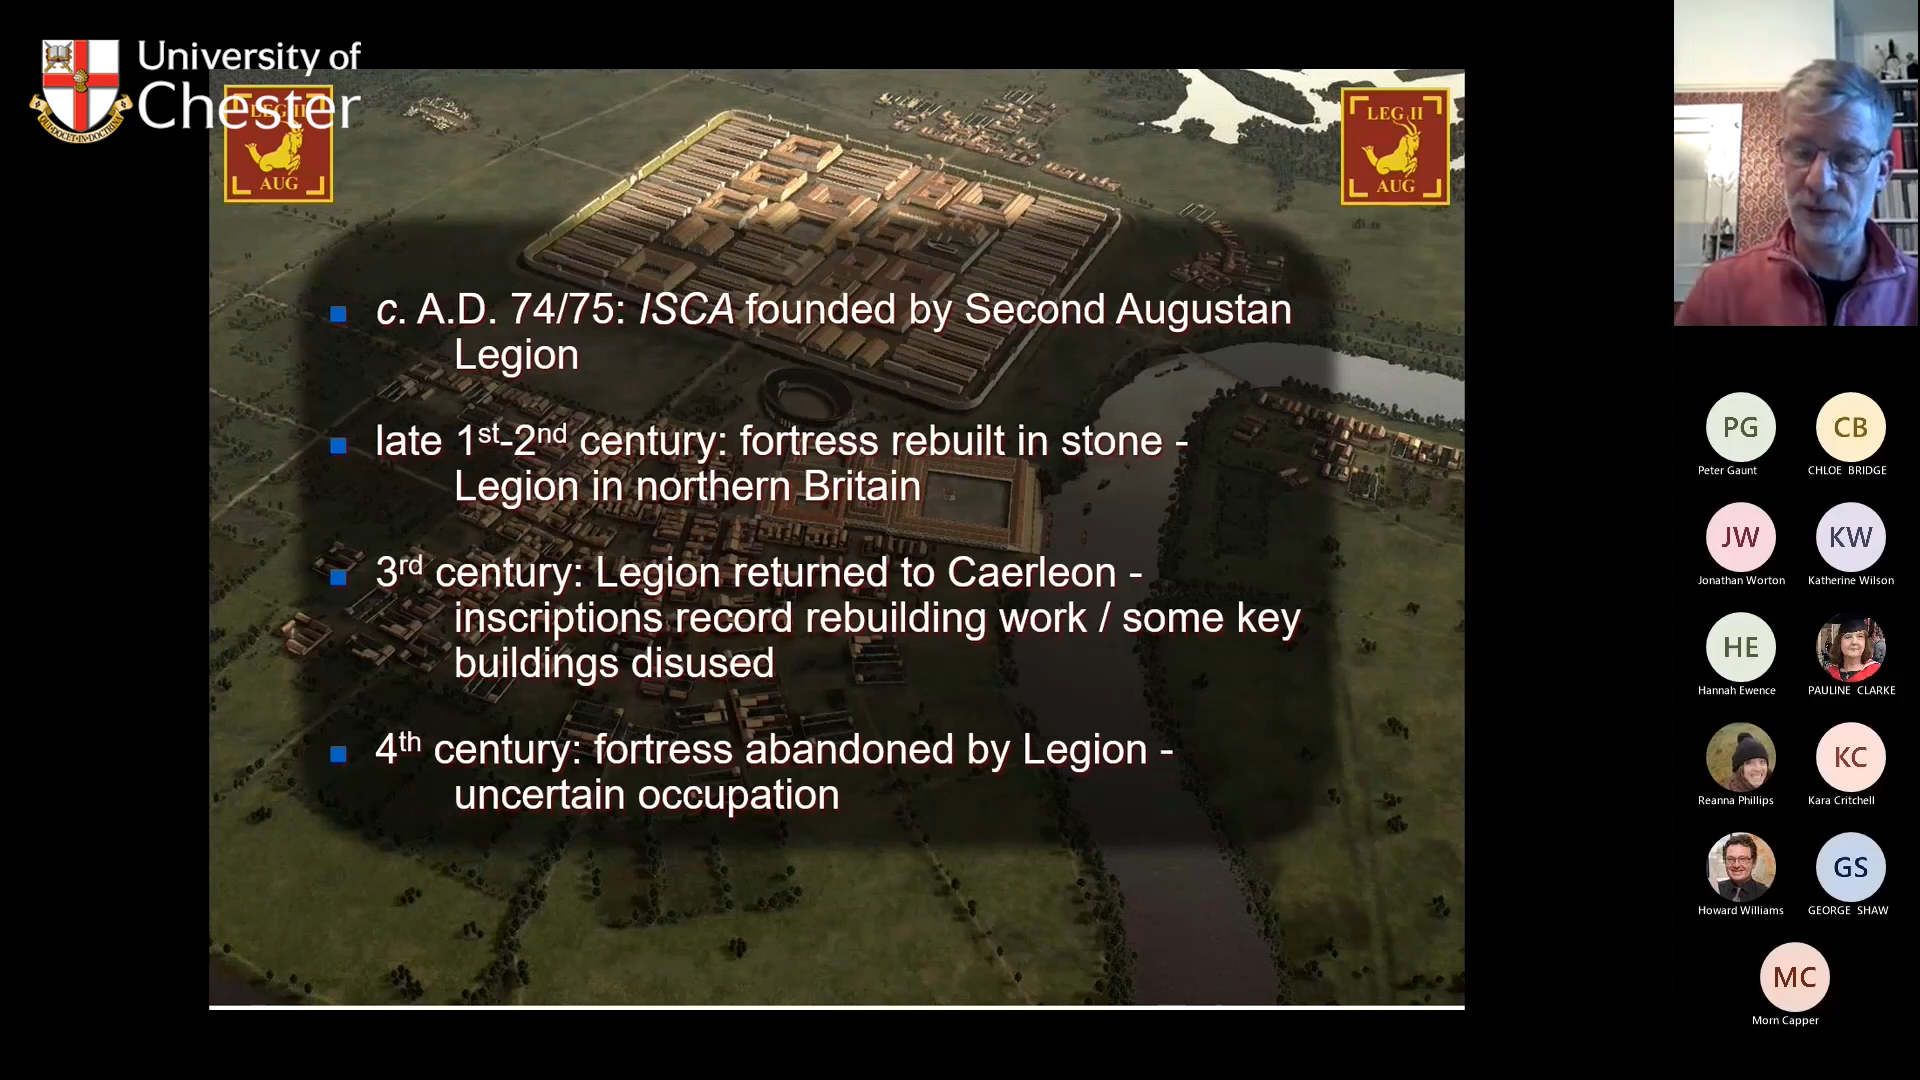 University of
Chester
LEG II
AUG
LEG II
AUG
c. A.D. 74/75: ISCA founded by Second Augustan
Legion
late 1st-2nd century: fortress rebuilt in stone -
Legion in northern Britain
3rd century: Legion returned to Caerleon -
inscriptions record rebuilding work / some key
buildings disused
4th century: fortress abandoned by Legion -
uncertain occupation
PG
CB
Peter Gaunt
CHLOE BRIDGE
JW
KW
Jonathan Worton
Katherine Wilson
HE
Hannah Ewence
PAULINE CLARKE
KC
Reanna Phillips
Kara Critchell
GS
Howard Williams
GEORGE SHAW
MC
Morn Capper